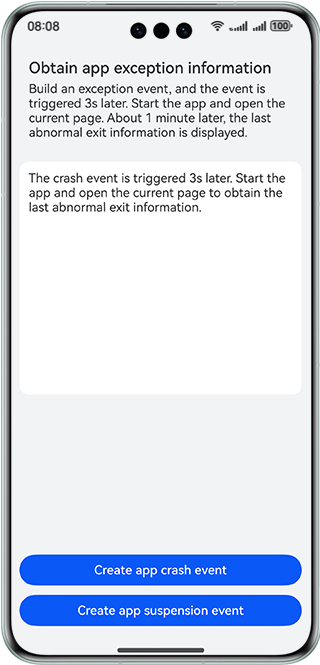 08:08
100
Obtain app exception information
Build an exception event, and the event is
triggered 3s later. Start the app and open the
current page. About 1 minute later, the last
abnormal exit information is displayed.
The crash event is triggered 3s later. Start the
app and open the current page to obtain the
last abnormal exit information.
Create app crash event
Create app suspension event